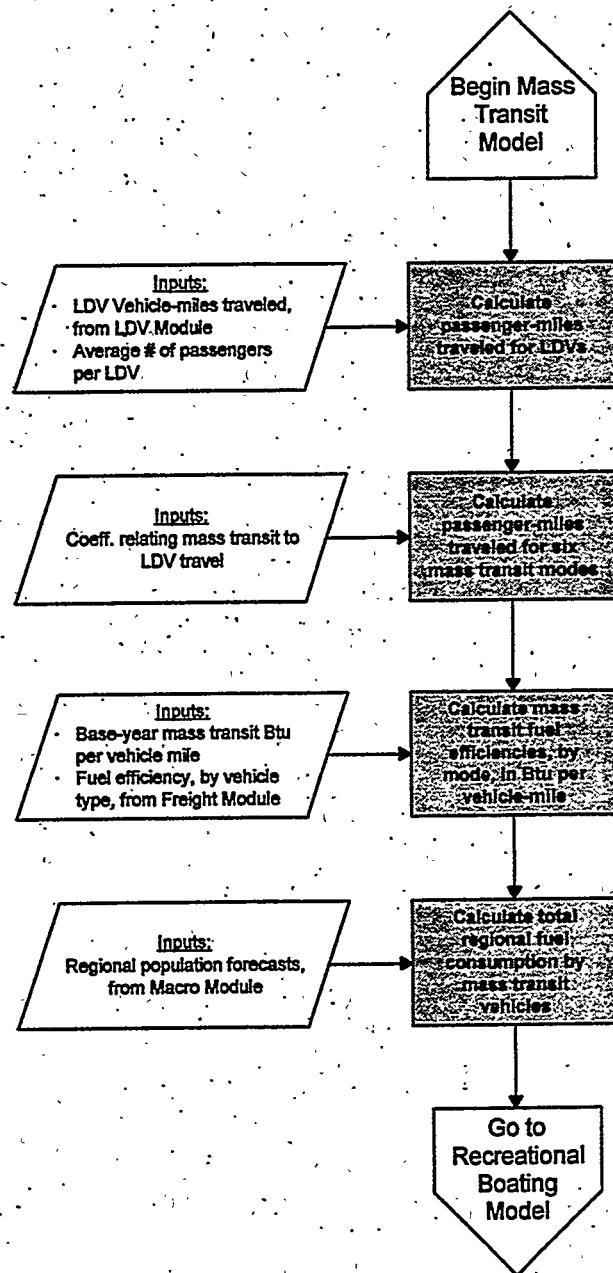 Begin Mass
Transit
Model
Inputs:
· LDV Vehicle-miles traveled,
from LDV Module
· Average # of passengers
per LDV
Calculate
passenger-miles
traveled for LDVs
Inputs:
Coeff. relating mass transit to
LDV travel
Calculate
passenger-miles
traveled for six
mass transit modes
Inputs:
· Base-year mass transit Btu
per vehicle mile
· Fuel efficiency, by vehicle
type, from Freight Module
Calculate mass
transit fuel
efficiencies, by
mode, in Btu per
vehicle-mile
Inputs:
Regional population forecasts,
from Macro Module
Calculate total
regional fuel
consumption by
mass transit
vehicles
Go to
Recreational
Boating
Model